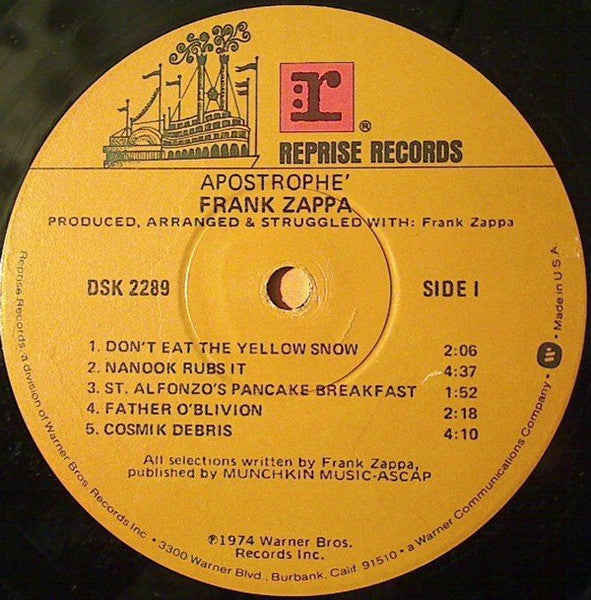 r
®
REPRISE RECORDS
APOSTROPHE'
FRANK ZAPPA
PRODUCED, ARRANGED & STRUGGLED WITH: Frank Zappa
DSK 2289
SIDE 1
1. DON'T EAT THE YELLOW SNOW 2:06
2. NANOOK RUBS IT 4:37
3. ST. ALFONZO'S PANCAKE BREAKFAST 1:52
4. FATHER O'BLIVION 2:18
5. COSMIK DEBRIS 4:10
All selections written by Frank Zappa,
published by MUNCHKIN MUSIC-ASCAP
℗1974 Warner Bros.
Records Inc.
Reprise Records, a division of Warner Bros. Records Inc. • 3300 Warner Blvd., Burbank, Calif. 91510 • a Warner Communications Company • W • Made in U S A